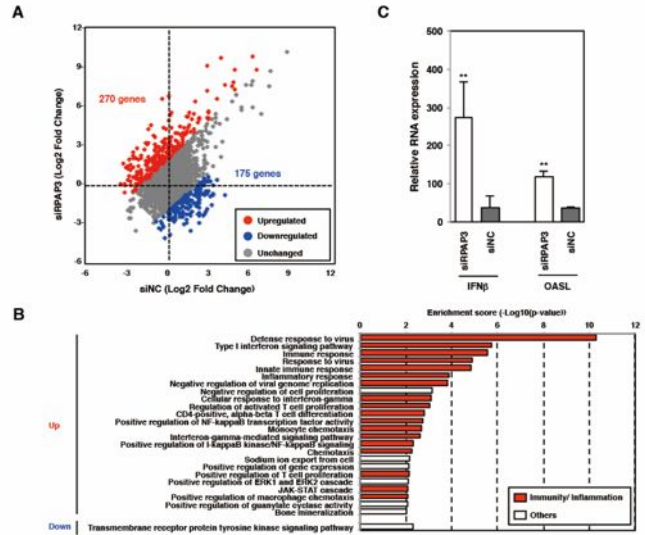 A
12
9
6
3
0
-3
-6
siRPAP3 (Log2 Fold Change)
270 genes
175 genes
Upregulated
Downregulated
Unchanged
-6 -3 0 3 6 9 12
siNC (Log2 Fold Change)
C
500
400
300
200
100
0
Relative RNA expression
**
**
siRPAP3
siNC
siRPAP3
siNC
IFNβ
OASL
B
Enrichment score (-Log10(p-value))
0 2 4 6 8 10 12
Up
Defense response to virus
Type I interferon signaling pathway
Immune response
Response to virus
Innate immune response
Inflammatory response
Negative regulation of viral genome replication
Negative regulation of cell proliferation
Cellular response to interferon-gamma
Regulation of activated T cell proliferation
CD4-positive, alpha-beta T cell differentiation
Positive regulation of NF-kappaB transcription factor activity
Monocyte chemotaxis
Interferon-gamma-mediated signaling pathway
Positive regulation of I-kappaB kinase/NF-kappaB signaling
Chemotaxis
Sodium ion export from cell
Positive regulation of gene expression
Positive regulation of T cell proliferation
Positive regulation of ERK1 and ERK2 cascade
JAK-STAT cascade
Positive regulation of macrophage chemotaxis
Positive regulation of guanylate cyclase activity
Bone mineralization
Down
Transmembrane receptor protein tyrosine kinase signaling pathway
Immunity/ Inflammation
Others